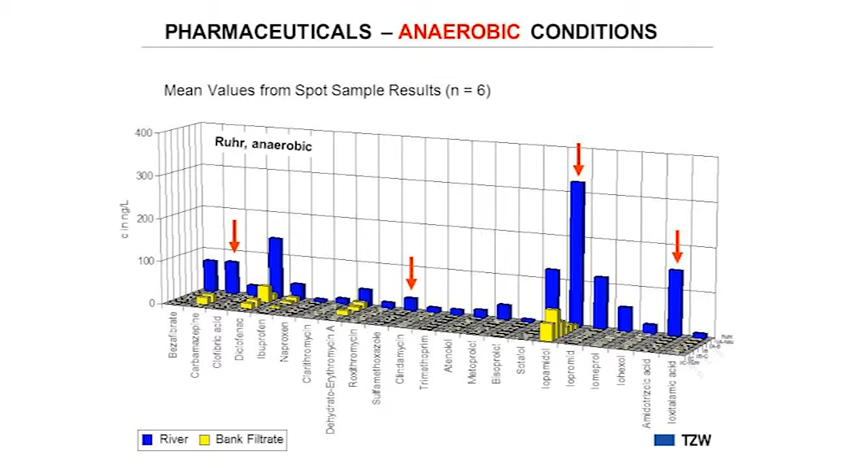 PHARMACEUTICALS – ANAEROBIC CONDITIONS
Mean Values from Spot Sample Results (n = 6)
Ruhr, anaerobic
400
300
200
100
0
c in ng/L
Bezafibrate
Carbamazepine
Clofibric acid
Diclofenac
Ibuprofen
Naproxen
Clarithromycin
Dehydrato-Erythromycin A
Roxithromycin
Sulfamethoxazole
Clindamycin
Trimethoprim
Atenolol
Metoprolol
Bisoprolol
Sotalol
Iopamidol
Iopromid
Iomeprol
Iohexol
Amidotrizoic acid
Ioxitalamic acid
Ruhr
River
Bank Filtrate
TZW